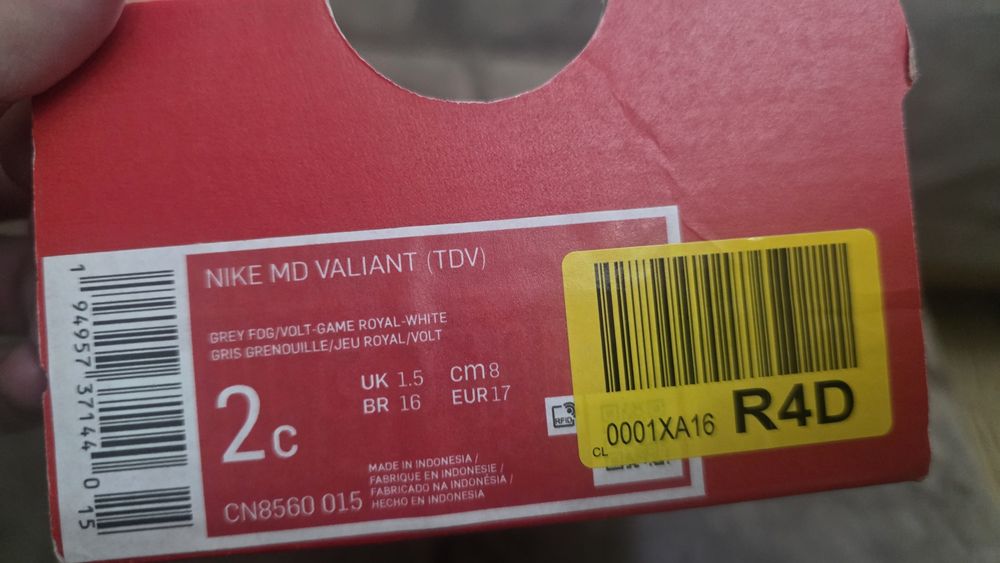 NIKE MD VALIANT (TDV)
GREY FOG/VOLT-GAME ROYAL-WHITE
GRIS GRENOUILLE/JEU ROYAL/VOLT
2c
UK 1.5 cm 8
BR 16 EUR 17
MADE IN INDONESIA /
FABRIQUE EN INDONESIE /
FABRICADO NA INDONÉSIA /
HECHO EN INDONESIA
CN8560 015
1 94957 37144 0 15
RFID
CL 0001XA16 R4D